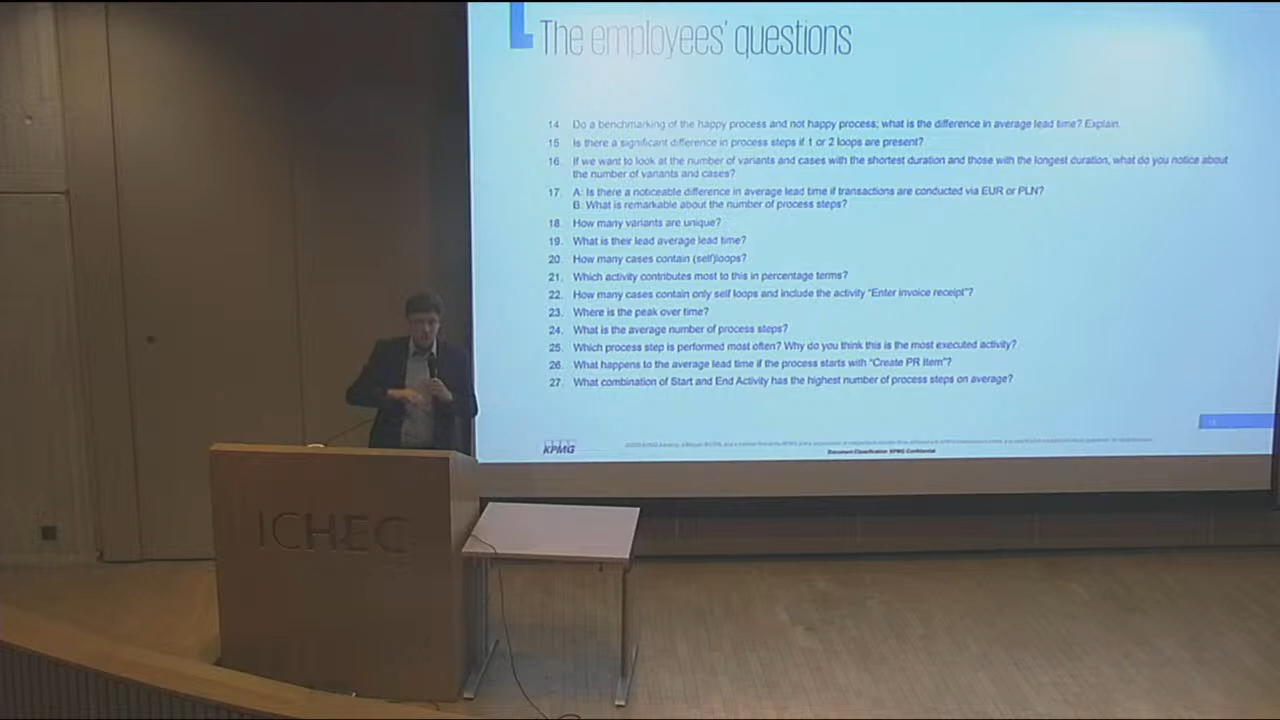 The employees' questions
14. Do a benchmarking of the happy process and not happy process; what is the difference in average lead time? Explain.
15. Is there a significant difference in process steps if 1 or 2 loops are present?
16. If we want to look at the number of variants and cases with the shortest duration and those with the longest duration, what do you notice about
the number of variants and cases?
17. A: Is there a noticeable difference in average lead time if transactions are conducted via EUR or PLN?
B: What is remarkable about the number of process steps?
18. How many variants are unique?
19. What is their lead average lead time?
20. How many cases contain (self)loops?
21. Which activity contributes most to this in percentage terms?
22. How many cases contain only self loops and include the activity "Enter invoice receipt"?
23. Where is the peak over time?
24. What is the average number of process steps?
25. Which process step is performed most often? Why do you think this is the most executed activity?
26. What happens to the average lead time if the process starts with "Create PR Item"?
27. What combination of Start and End Activity has the highest number of process steps on average?
KPMG
Document Classification: KPMG Confidential
ICHEC